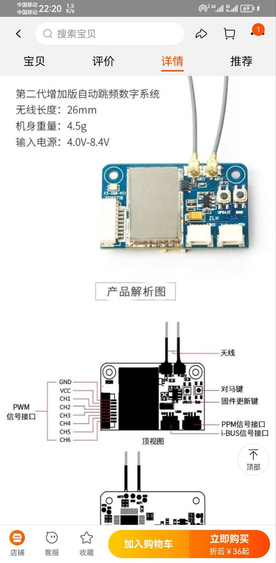 中国移动
中国移动 22:20 1.3 K/s 69
搜索宝贝
1
宝贝 评价 详情 推荐
第二代增加版自动跳频数字系统
无线长度：26mm
机身重量：4.5g
输入电源：4.0V-8.4V
产品解析图
天线
GND
VCC
CH1
CH2
CH3
CH4
CH5
CH6
PWM
信号接口
对马键
固件更新键
PPM信号接口
i-BUS信号接口
顶视图
顶部
店铺
客服
收藏
加入购物车
立即购买
折后￥36起